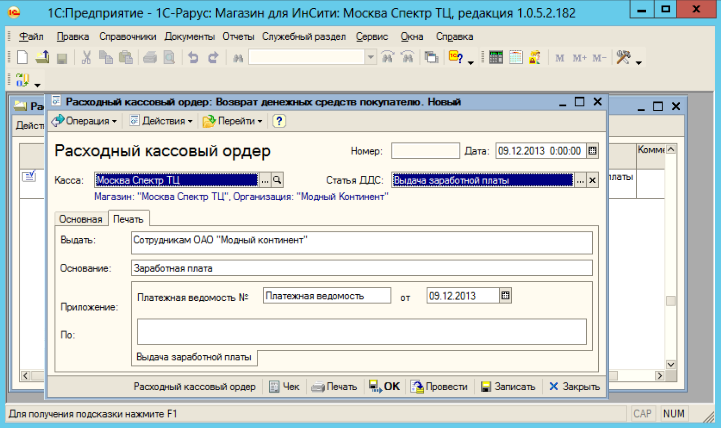 1С:Предприятие - 1С-Рарус: Магазин для ИнСити: Москва Спектр ТЦ, редакция 1.0.5.2.182
Файл Правка Справочники Документы Отчеты Служебный раздел Сервис Окна Справка
M M+ M-
Ра
Расходный кассовый ордер: Возврат денежных средств покупателю. Новый
Дейст
Операция Действия Перейти ?
Расходный кассовый ордер
Номер: Дата: 09.12.2013 0:00:00
Комме
Касса: Москва Спектр ТЦ ... Статья ДДС: Выдача заработной платы ... x
платы
Магазин: "Москва Спектр ТЦ", Организация: "Модный Континент"
Основная Печать
Выдать: Сотрудникам ОАО "Модный континент"
Основание: Заработная плата
Приложение: Платежная ведомость № Платежная ведомость от 09.12.2013
По:
Выдача заработной платы
Расходный кассовый ордер Чек Печать OK Провести Записать Закрыть
Для получения подсказки нажмите F1
CAP NUM